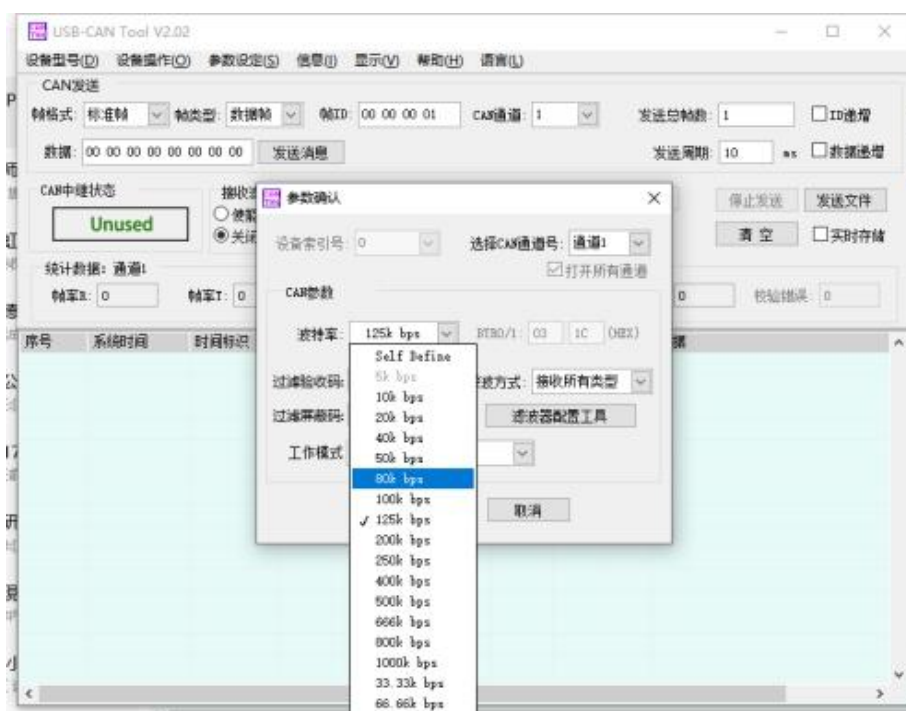 USB-CAN Tool V2.02
设备型号(D) 设备操作(O) 参数设定(S) 信息(I) 显示(V) 帮助(H) 语言(L)
CAN发送
帧格式: 标准帧 帧类型: 数据帧 帧ID: 00 00 00 01 CAN通道: 1 发送总帧数: 1 ID递增
数据: 00 00 00 00 00 00 00 00 发送消息 发送周期: 10 ms 数据递增
CAN中继状态
Unused
停止发送 发送文件
清 空 实时存储
统计数据: 通道1
帧率R: 0 帧率T: 0 0 校验错误: 0
序号 系统时间 时间标识
参数确认
设备索引号: 0 选择CAN通道号: 通道1
打开所有通道
CAN参数
波特率: 125k bps BTR0/1: 03 1C (HEX)
过滤验收码: 接收所有类型
过滤屏蔽码: 滤波器配置工具
工作模式
取消
Self Define
5k bps
10k bps
20k bps
40k bps
50k bps
80k bps
100k bps
125k bps
200k bps
250k bps
400k bps
500k bps
666k bps
800k bps
1000k bps
33.33k bps
66.66k bps